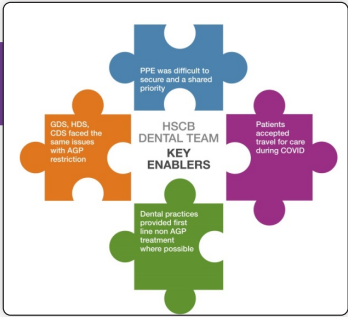 PPE was difficult to
secure and a shared
priority
GDS, HDS,
CDS faced the
same issues
with AGP
restriction
HSCB
DENTAL TEAM
KEY
ENABLERS
Patients
accepted
travel for care
during COVID
Dental practices
provided first
line non AGP
treatment
where possible